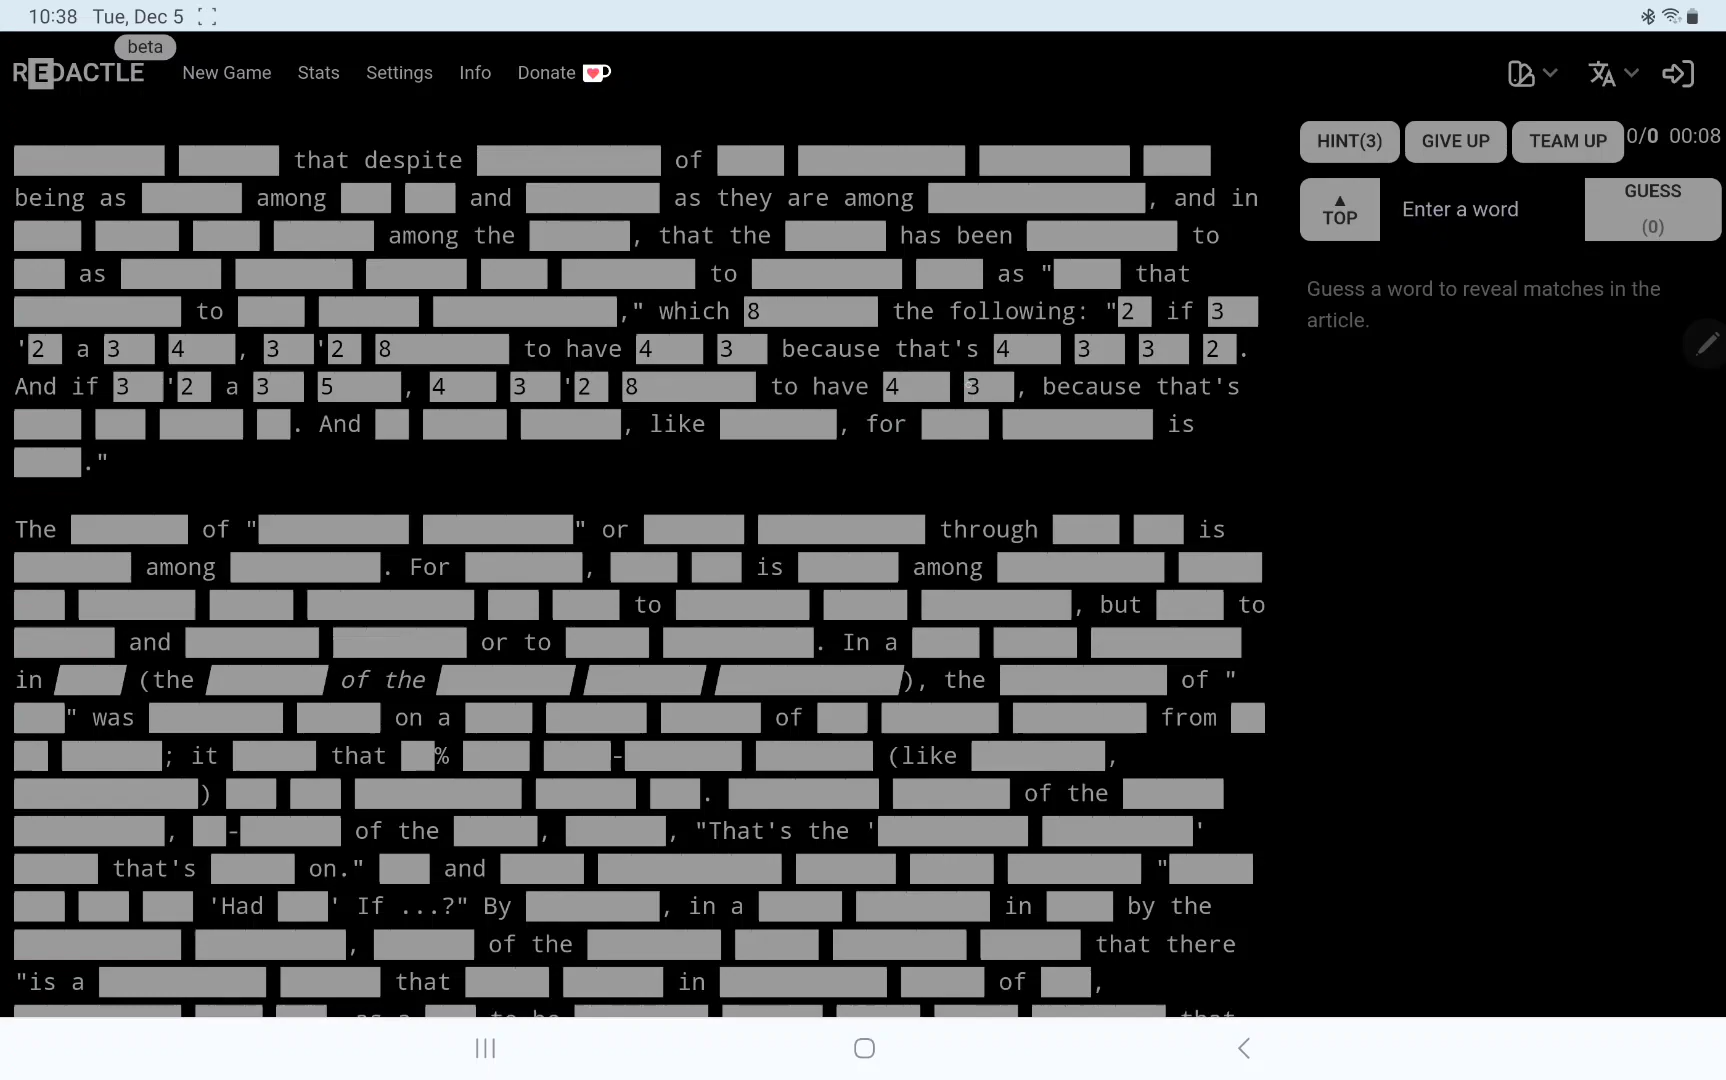 10:38 Tue, Dec 5
beta
REDACTLE New Game Stats Settings Info Donate
HINT(3) GIVE UP TEAM UP 0/0 00:08
▲ TOP Enter a word GUESS (0)
Guess a word to reveal matches in the
article.
that despite of
being as among and as they are among , and in
among the , that the has been to
as to as " that
to ," which 8 the following: "2 if 3
'2 a 3 4 , 3 '2 8 to have 4 3 because that's 4 3 3 2 .
And if 3 '2 a 3 5 , 4 3 '2 8 to have 4 3 , because that's
. And , like , for is
."
The of " " or through is
among . For , is among
to , but to
and or to . In a
in (the of the ), the of "
" was on a of from
; it that % - (like ,
) . of the
, - of the , , "That's the ' '
that's on." and "
'Had ' If ...?" By , in a in by the
, of the that there
"is a that in of ,